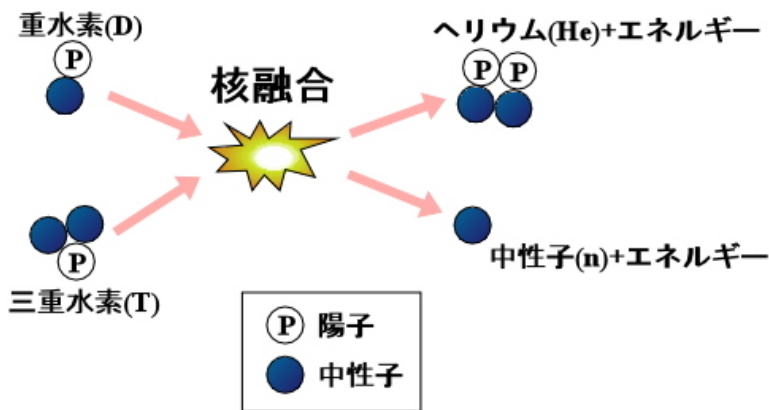 重水素(D)
P
核融合
ヘリウム(He)+エネルギー
P P
P
三重水素(T)
中性子(n)+エネルギー
P 陽子
中性子